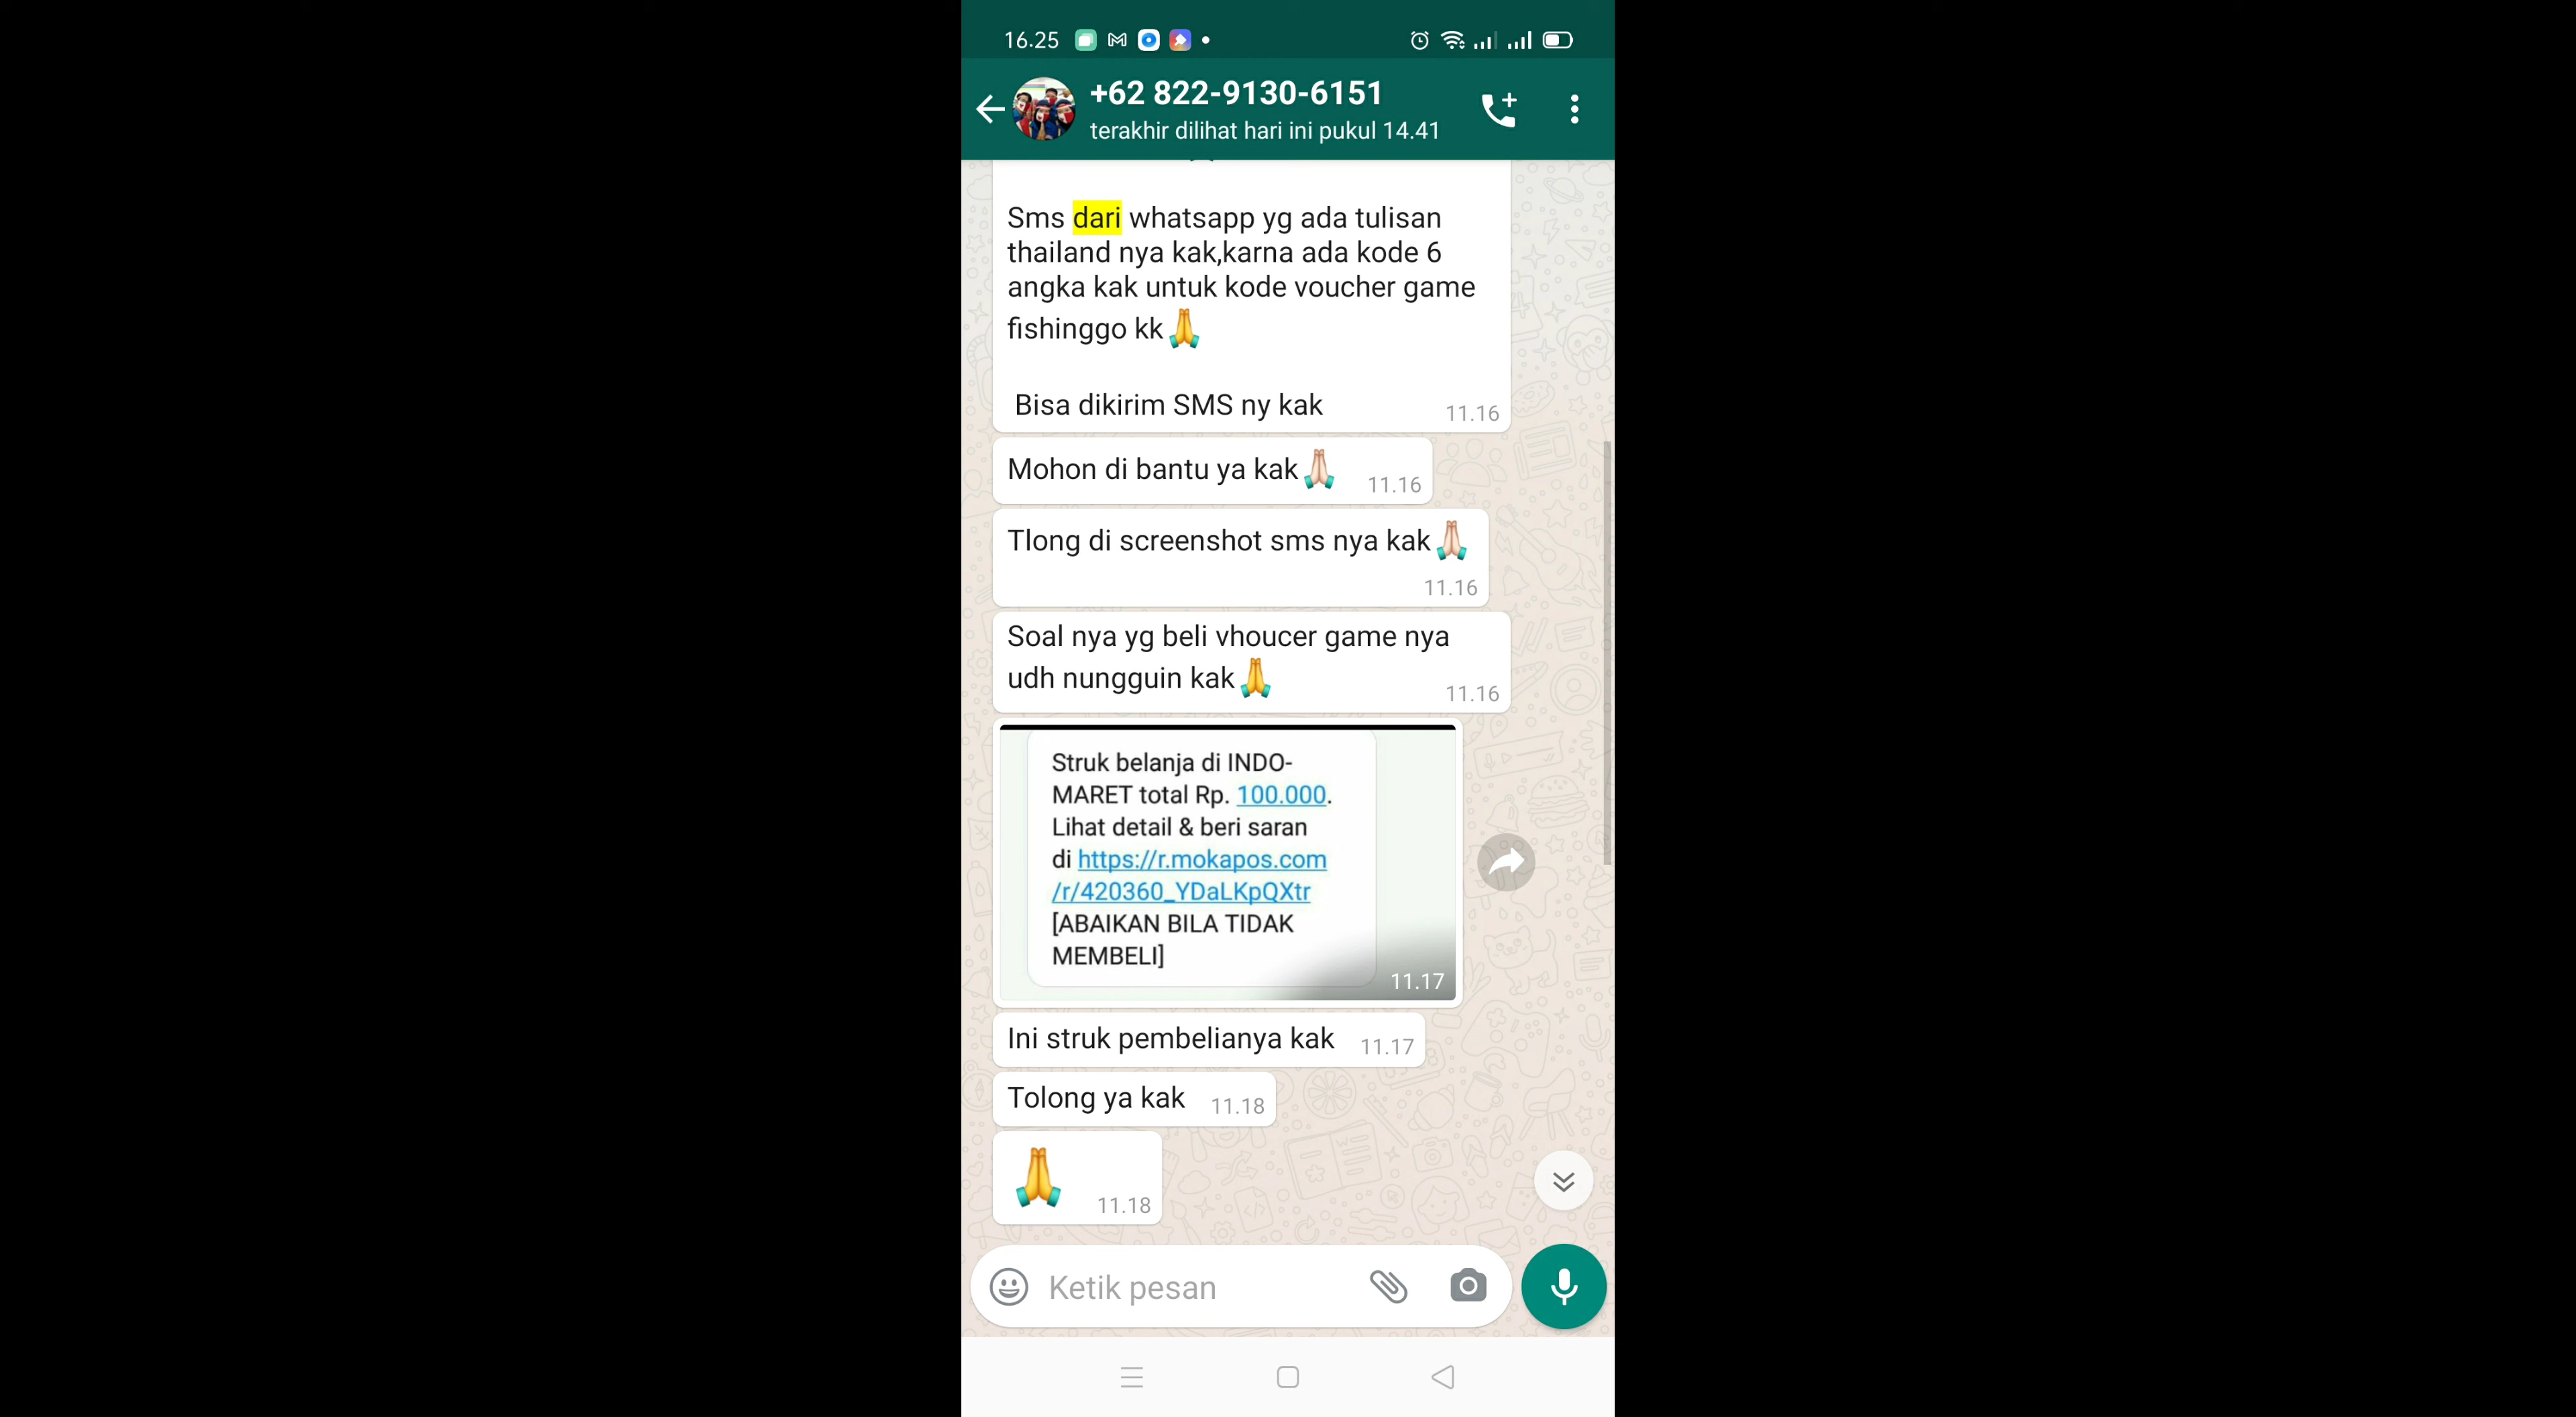 16.25
+62 822-9130-6151
terakhir dilihat hari ini pukul 14.41
Sms dari whatsapp yg ada tulisan
thailand nya kak,karna ada kode 6
angka kak untuk kode voucher game
fishinggo kk🙏
Bisa dikirim SMS ny kak
11.16
Mohon di bantu ya kak🙏🏻
11.16
Tlong di screenshot sms nya kak🙏🏻
11.16
Soal nya yg beli vhoucer game nya
udh nungguin kak🙏
11.16
Struk belanja di INDO-
MARET total Rp. 100.000.
Lihat detail & beri saran
di https://r.mokapos.com
/r/420360_YDaLKpQXtr
[ABAIKAN BILA TIDAK
MEMBELI]
11.17
Ini struk pembelianya kak
11.17
Tolong ya kak
11.18
🙏
11.18
Ketik pesan